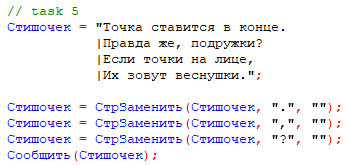 // task 5
Стишочек = "Точка ставится в конце.
|Правда же, подружки?
|Если точки на лице,
|Их зовут веснушки.";
Стишочек = СтрЗаменить(Стишочек, ".", "");
Стишочек = СтрЗаменить(Стишочек, ",", "");
Стишочек = СтрЗаменить(Стишочек, "?", "");
Сообщить(Стишочек);